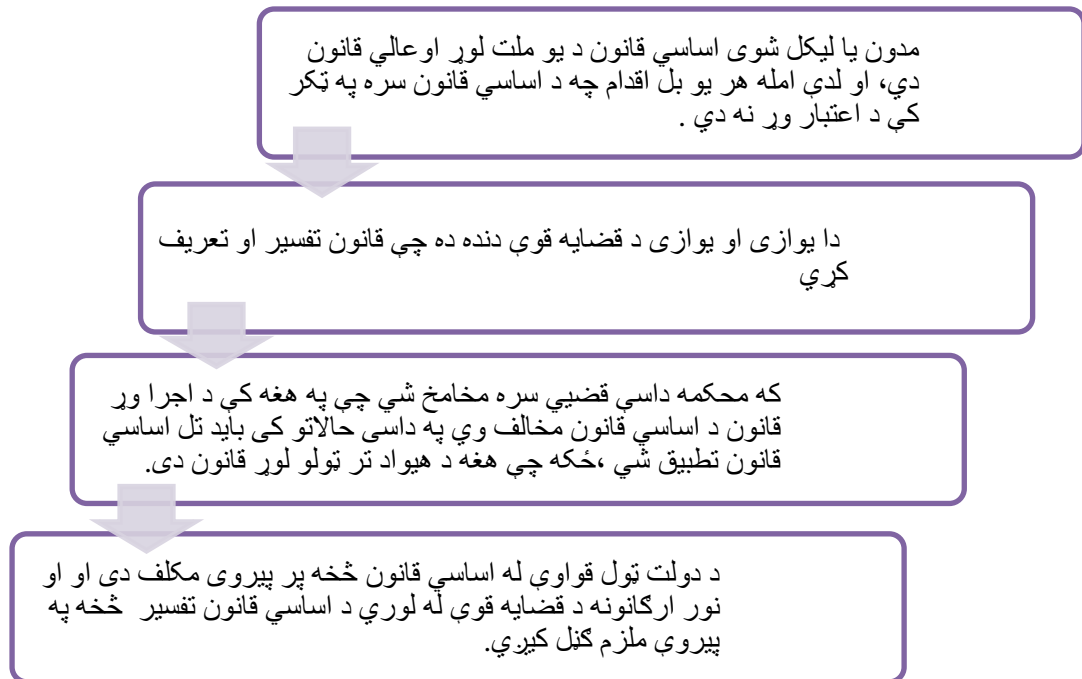 مدون یا لیکل شوی اساسي قانون د یو ملت لوړ اوعالي قانون
دي، او لدې امله هر یو بل اقدام چه د اساسي قانون سره په ټکر
کې د اعتبار وړ نه دي .
دا یوازی او یوازی د قضایه قوې دنده ده چې قانون تفسیر او تعریف
کړي
که محکمه داسې قضیي سره مخامخ شي چې په هغه کې د اجرا وړ
قانون د اساسي قانون مخالف وي په داسی حالاتو کی باید تل اساسي
قانون تطبیق شي ،ځکه چې هغه د هیواد تر ټولو لوړ قانون دی.
د دولت ټول قواوې له اساسي قانون څخه پر پیروی مکلف دی او او
نور ارګانونه د قضایه قوې له لوري د اساسي قانون تفسیر څخه په
پیروې ملزم ګڼل کیږي.